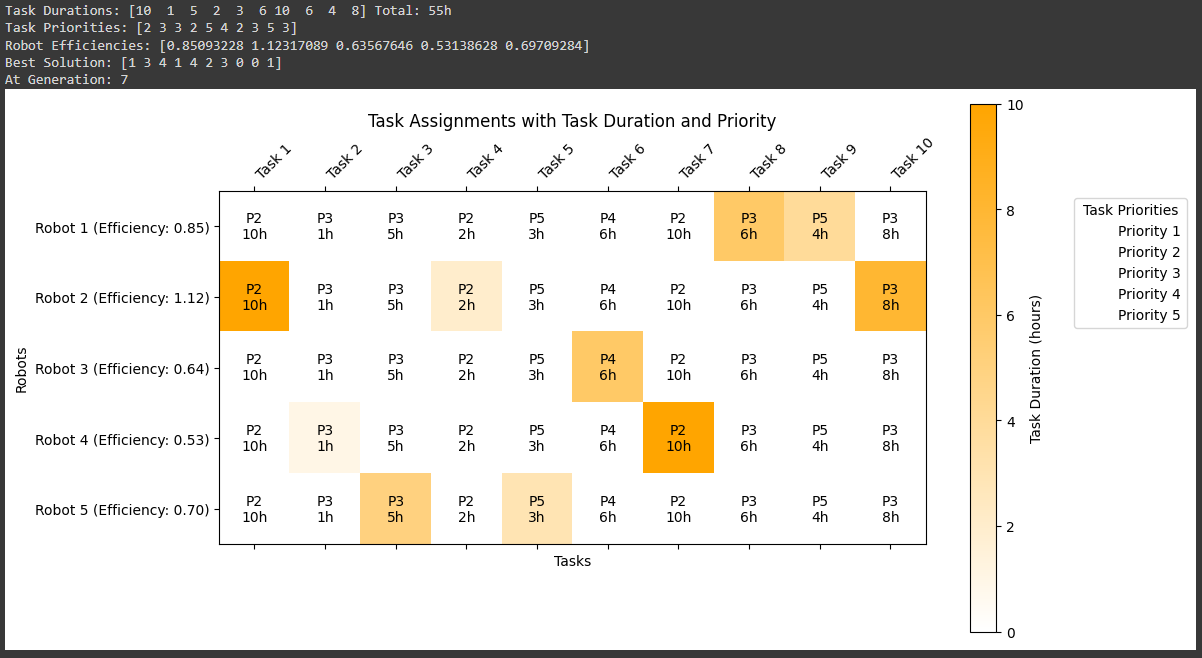 Task Durations: [10  1  5  2  3  6 10  6  4  8] Total: 55h
Task Priorities: [2 3 3 2 5 4 2 3 5 3]
Robot Efficiencies: [0.85093228 1.12317089 0.63567646 0.53138628 0.69709284]
Best Solution: [1 3 4 1 4 2 3 0 0 1]
At Generation: 7
Task Assignments with Task Duration and Priority
Task 1 Task 2 Task 3 Task 4 Task 5 Task 6 Task 7 Task 8 Task 9 Task 10
Robots
Robot 1 (Efficiency: 0.85)
P2 P3 P3 P2 P5 P4 P2 P3 P5 P3
10h 1h 5h 2h 3h 6h 10h 6h 4h 8h
Robot 2 (Efficiency: 1.12)
P2 P3 P3 P2 P5 P4 P2 P3 P5 P3
10h 1h 5h 2h 3h 6h 10h 6h 4h 8h
Robot 3 (Efficiency: 0.64)
P2 P3 P3 P2 P5 P4 P2 P3 P5 P3
10h 1h 5h 2h 3h 6h 10h 6h 4h 8h
Robot 4 (Efficiency: 0.53)
P2 P3 P3 P2 P5 P4 P2 P3 P5 P3
10h 1h 5h 2h 3h 6h 10h 6h 4h 8h
Robot 5 (Efficiency: 0.70)
P2 P3 P3 P2 P5 P4 P2 P3 P5 P3
10h 1h 5h 2h 3h 6h 10h 6h 4h 8h
Tasks
10
8
6
4
2
0
Task Duration (hours)
Task Priorities
Priority 1
Priority 2
Priority 3
Priority 4
Priority 5